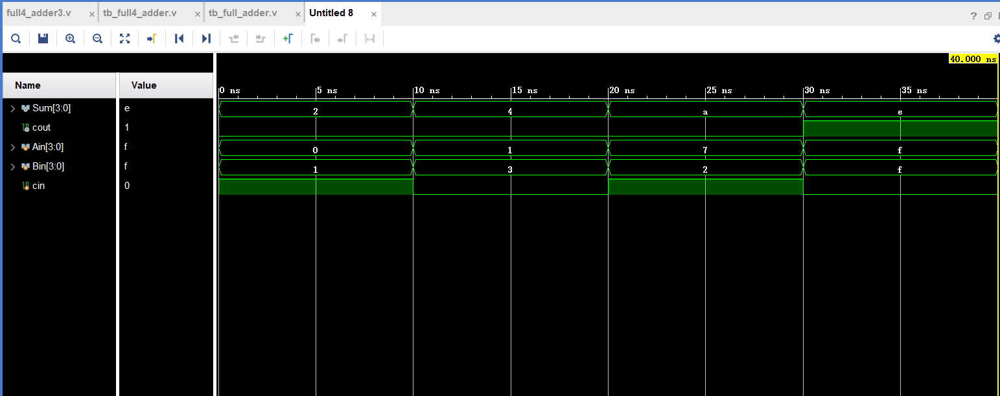 full4_adder3.v × tb_full4_adder.v × tb_full_adder.v × Untitled 8 ×
?
40.000 ns
Name Value
0 ns 5 ns 10 ns 15 ns 20 ns 25 ns 30 ns 35 ns
Sum[3:0] e 2 4 a e
cout 1
Ain[3:0] f 0 1 7 f
Bin[3:0] f 1 3 2 f
cin 0